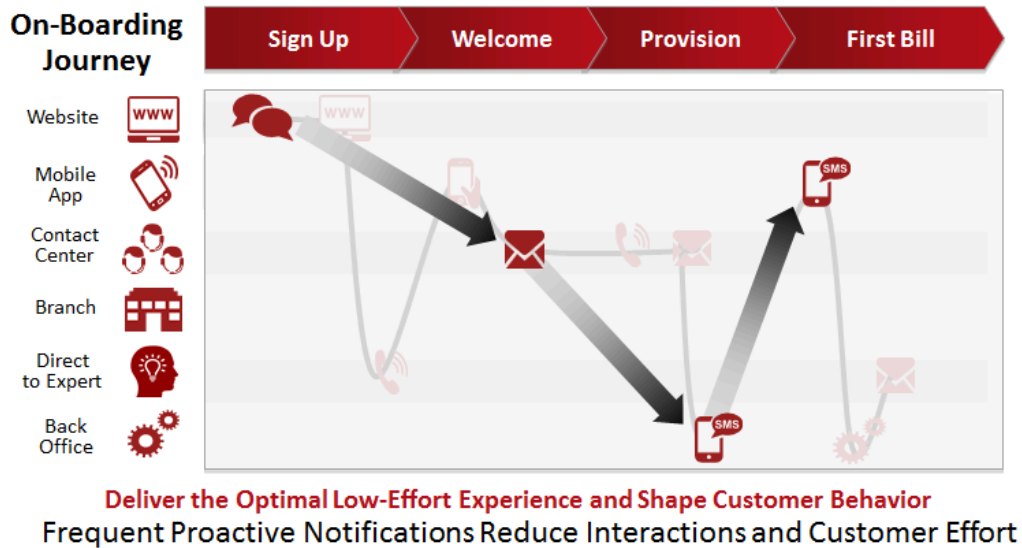 On-Boarding
Journey
Sign Up
Welcome
Provision
First Bill
Website
www
www
Mobile
App
SMS
Contact
Center
Branch
Direct
to Expert
Back
Office
SMS
Deliver the Optimal Low-Effort Experience and Shape Customer Behavior
Frequent Proactive Notifications Reduce Interactions and Customer Effort